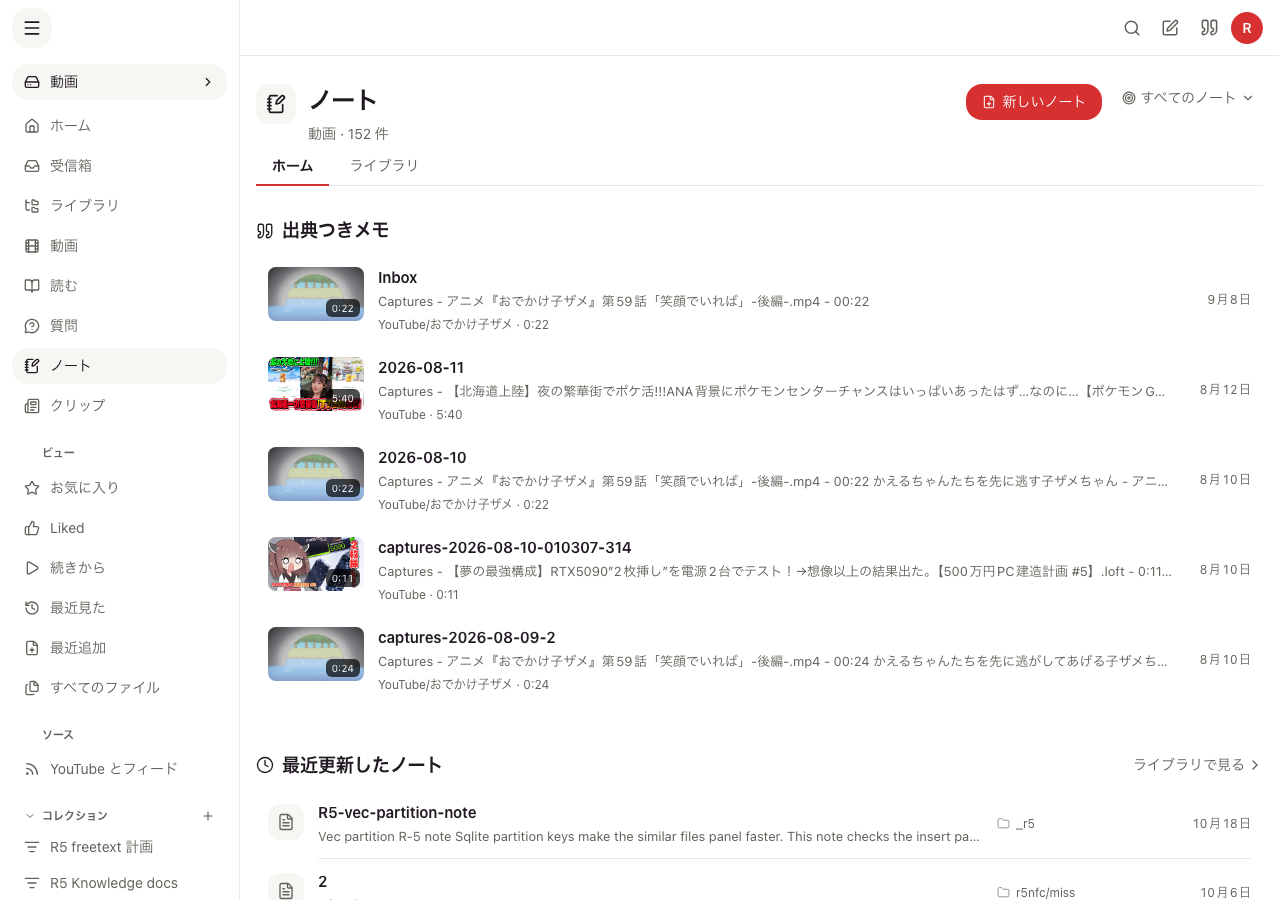 R
動画
ホーム
受信箱
ライブラリ
動画
読む
質問
ノート
クリップ
ビュー
お気に入り
Liked
続きから
最近見た
最近追加
すべてのファイル
ソース
YouTube とフィード
コレクション
R5 freetext 計画
R5 Knowledge docs
ノート
動画 · 152 件
新しいノート
すべてのノート
ホーム
ライブラリ
出典つきメモ
0:22
Inbox
Captures - アニメ『おでかけ子ザメ』第59話「笑顔でいれば」-後編-.mp4 - 00:22
YouTube/おでかけ子ザメ · 0:22
9月8日
5:40
2026-08-11
Captures - 【北海道上陸】夜の繁華街でポケ活!!!ANA背景にポケモンセンターチャンスはいっぱいあったはず…なのに…【ポケモンG…
YouTube · 5:40
8月12日
0:22
2026-08-10
Captures - アニメ『おでかけ子ザメ』第59話「笑顔でいれば」-後編-.mp4 - 00:22 かえるちゃんたちを先に逃す子ザメちゃん - アニ…
YouTube/おでかけ子ザメ · 0:22
8月10日
0:11
captures-2026-08-10-010307-314
Captures - 【夢の最強構成】RTX5090”2枚挿し”を電源2台でテスト！→想像以上の結果出た。【500万円PC建造計画 #5】.loft - 0:11…
YouTube · 0:11
8月10日
0:24
captures-2026-08-09-2
Captures - アニメ『おでかけ子ザメ』第59話「笑顔でいれば」-後編-.mp4 - 00:24 かえるちゃんたちを先に逃がしてあげる子ザメち…
YouTube/おでかけ子ザメ · 0:24
8月10日
最近更新したノート
ライブラリで見る
R5-vec-partition-note
Vec partition R-5 note Sqlite partition keys make the similar files panel faster. This note checks the insert pa…
_r5
10月18日
2
r5nfc/miss
10月6日